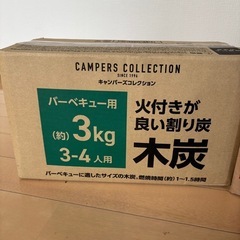 CAMPERS COLLECTION
SINCE 1996
キャンパーズコレクション
バーベキュー用
(約)3kg
3-4人用
火付きが
良い割り炭
木炭
バーベキューに適したサイズの木炭、燃焼時間(約)1〜1.5時間